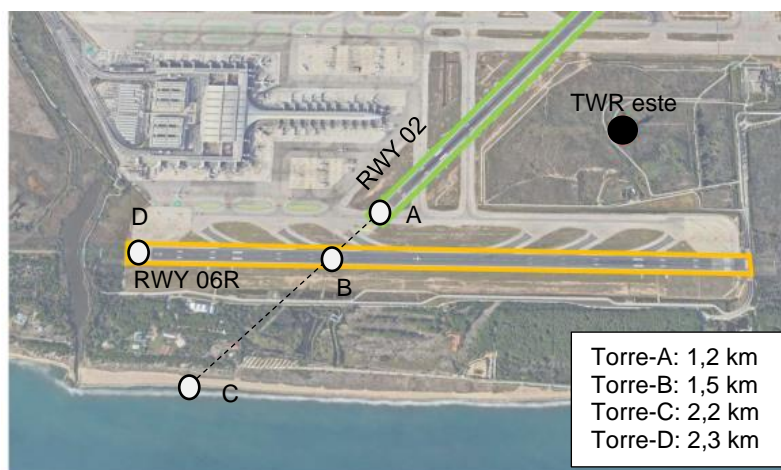 TWR este
RWY 02
A
D
RWY 06R
B
C
Torre-A: 1,2 km
Torre-B: 1,5 km
Torre-C: 2,2 km
Torre-D: 2,3 km